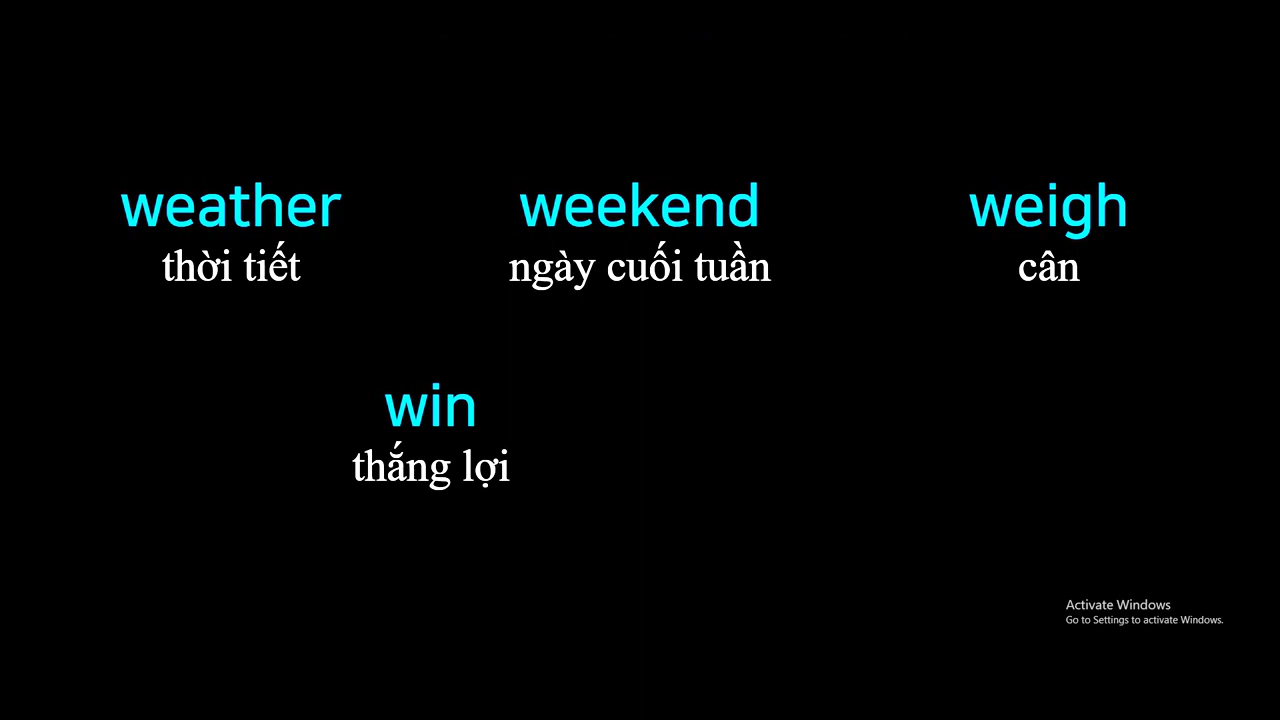 weather weekend weigh
thời tiết ngày cuối tuần cân
win
thắng lợi
Activate Windows
Go to Settings to activate Windows.